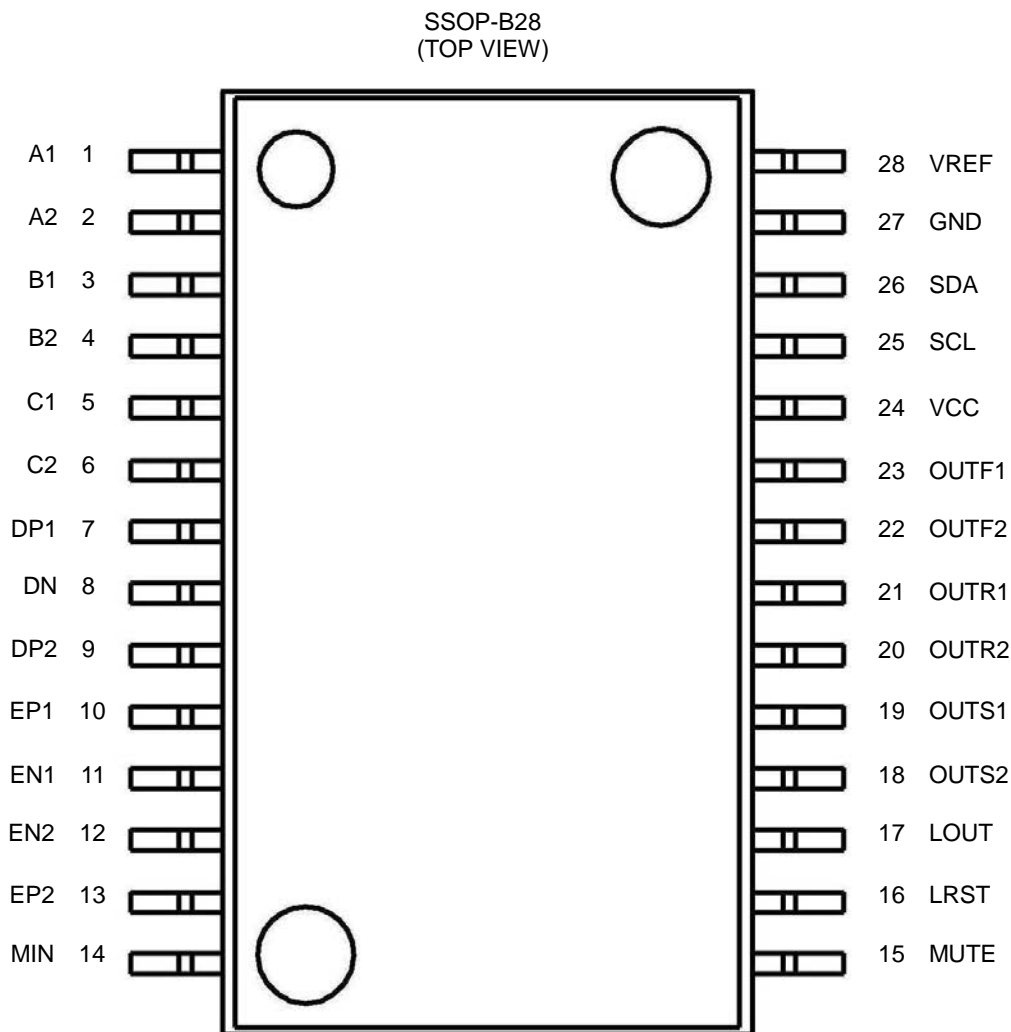 SSOP-B28
(TOP VIEW)
A1 1
28 VREF
A2 2
27 GND
B1 3
26 SDA
B2 4
25 SCL
C1 5
24 VCC
C2 6
23 OUTF1
DP1 7
22 OUTF2
DN 8
21 OUTR1
DP2 9
20 OUTR2
EP1 10
19 OUTS1
EN1 11
18 OUTS2
EN2 12
17 LOUT
EP2 13
16 LRST
MIN 14
15 MUTE